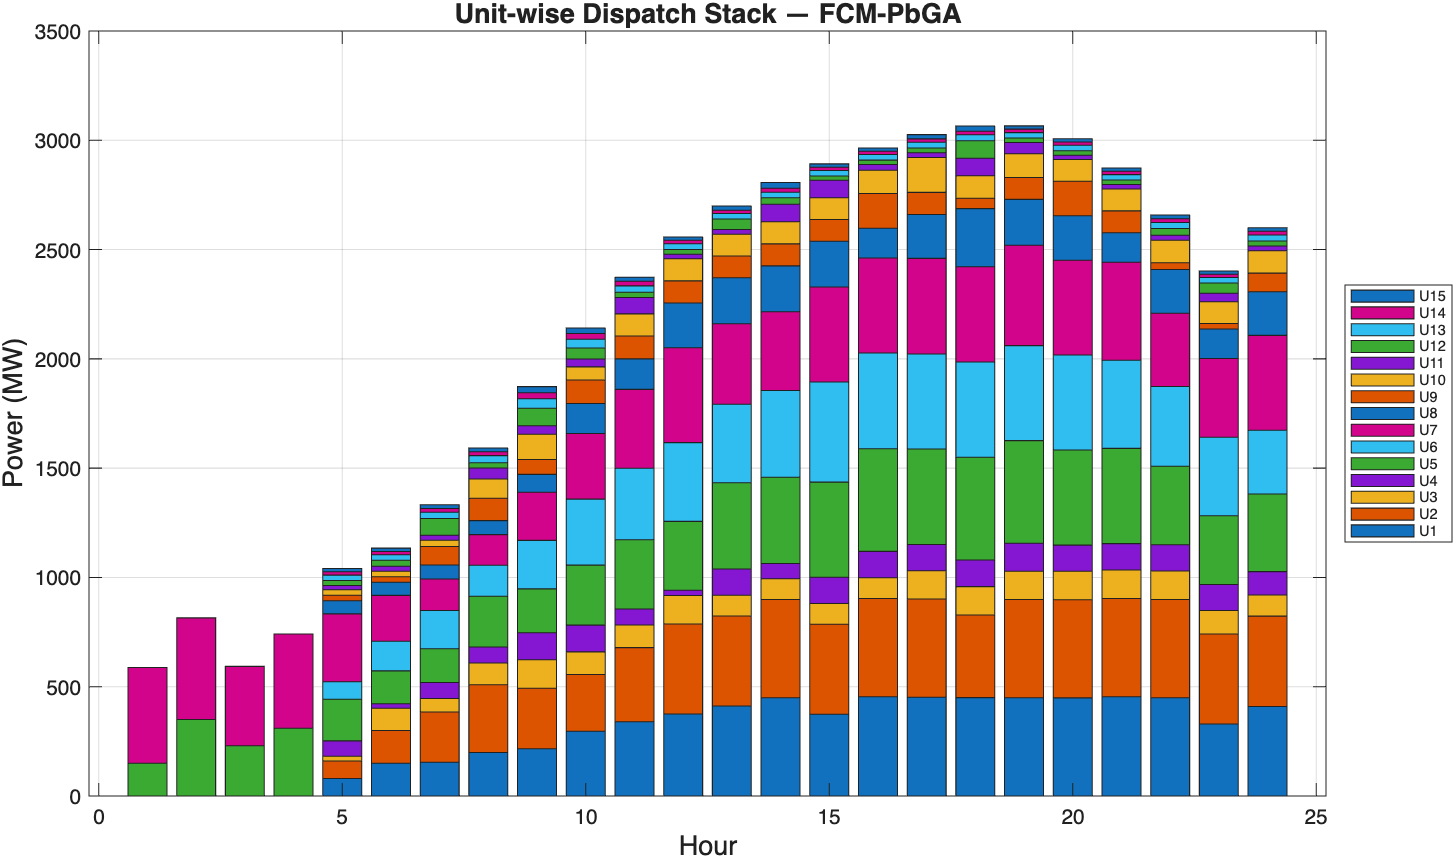 Unit-wise Dispatch Stack — FCM-PbGA
Power (MW)
3500
3000
2500
2000
1500
1000
500
0
0 5 10 15 20 25
Hour
U15
U14
U13
U12
U11
U10
U9
U8
U7
U6
U5
U4
U3
U2
U1